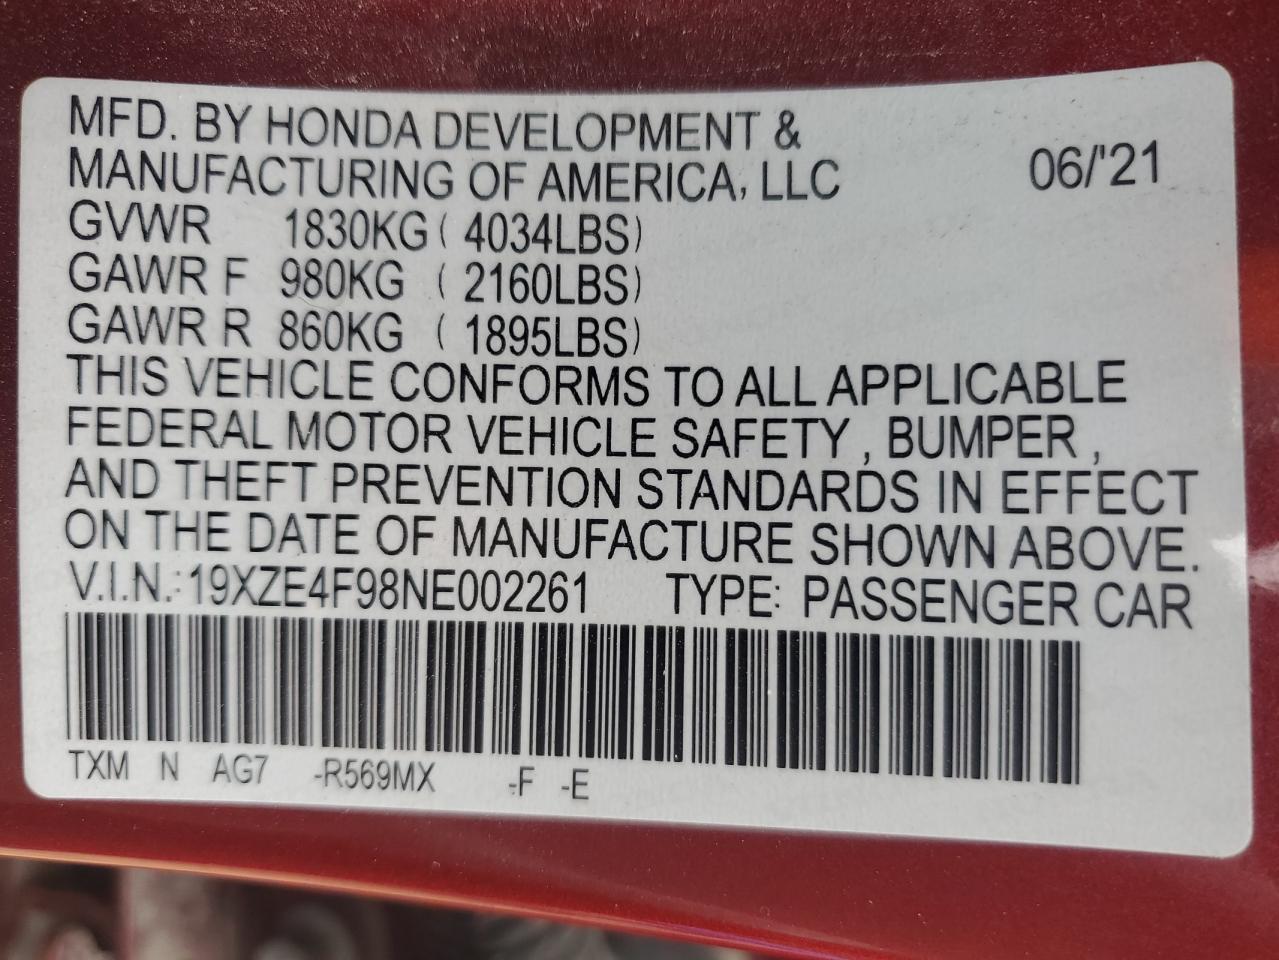 MFD. BY HONDA DEVELOPMENT &
MANUFACTURING OF AMERICA, LLC 06/'21
GVWR 1830KG ( 4034LBS)
GAWR F 980KG ( 2160LBS)
GAWR R 860KG ( 1895LBS)
THIS VEHICLE CONFORMS TO ALL APPLICABLE
FEDERAL MOTOR VEHICLE SAFETY , BUMPER ,
AND THEFT PREVENTION STANDARDS IN EFFECT
ON THE DATE OF MANUFACTURE SHOWN ABOVE.
V.I.N.: 19XZE4F98NE002261 TYPE: PASSENGER CAR
TXM N AG7 -R569MX -F -E